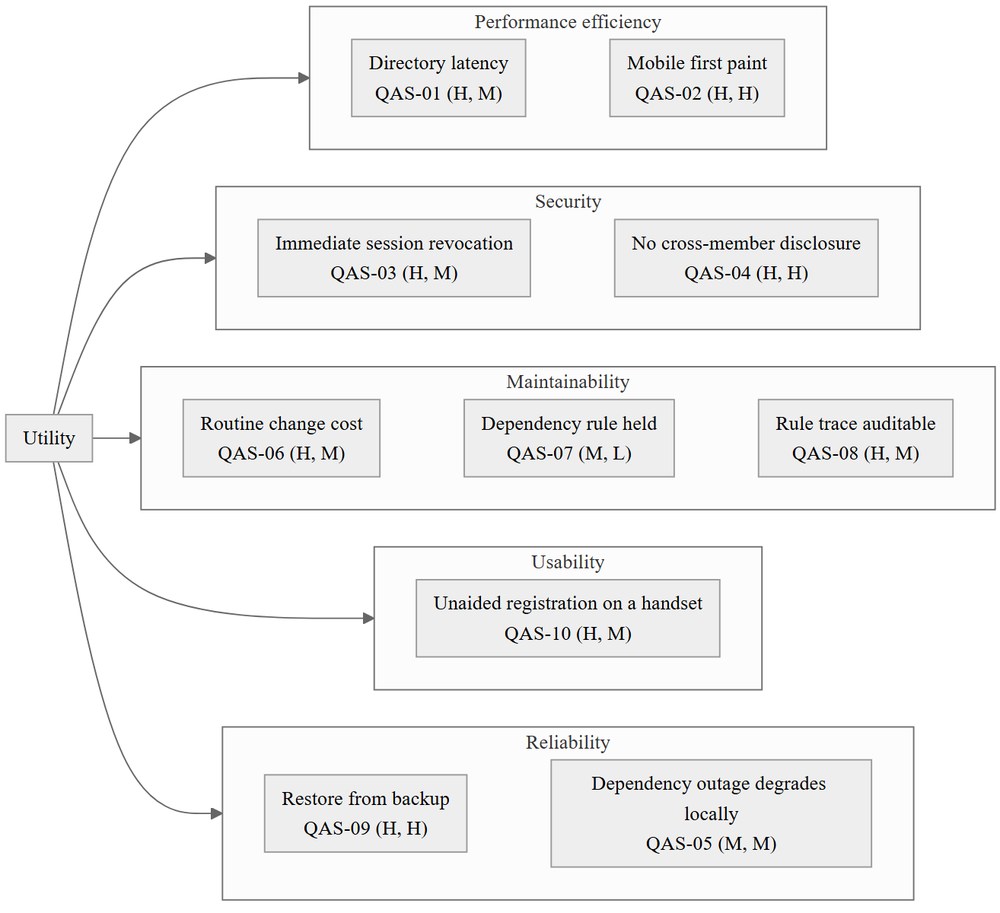 Performance efficiency
Directory latency
QAS-01 (H, M)
Mobile first paint
QAS-02 (H, H)
Security
Immediate session revocation
QAS-03 (H, M)
No cross-member disclosure
QAS-04 (H, H)
Utility
Maintainability
Routine change cost
QAS-06 (H, M)
Dependency rule held
QAS-07 (M, L)
Rule trace auditable
QAS-08 (H, M)
Usability
Unaided registration on a handset
QAS-10 (H, M)
Reliability
Restore from backup
QAS-09 (H, H)
Dependency outage degrades
locally
QAS-05 (M, M)